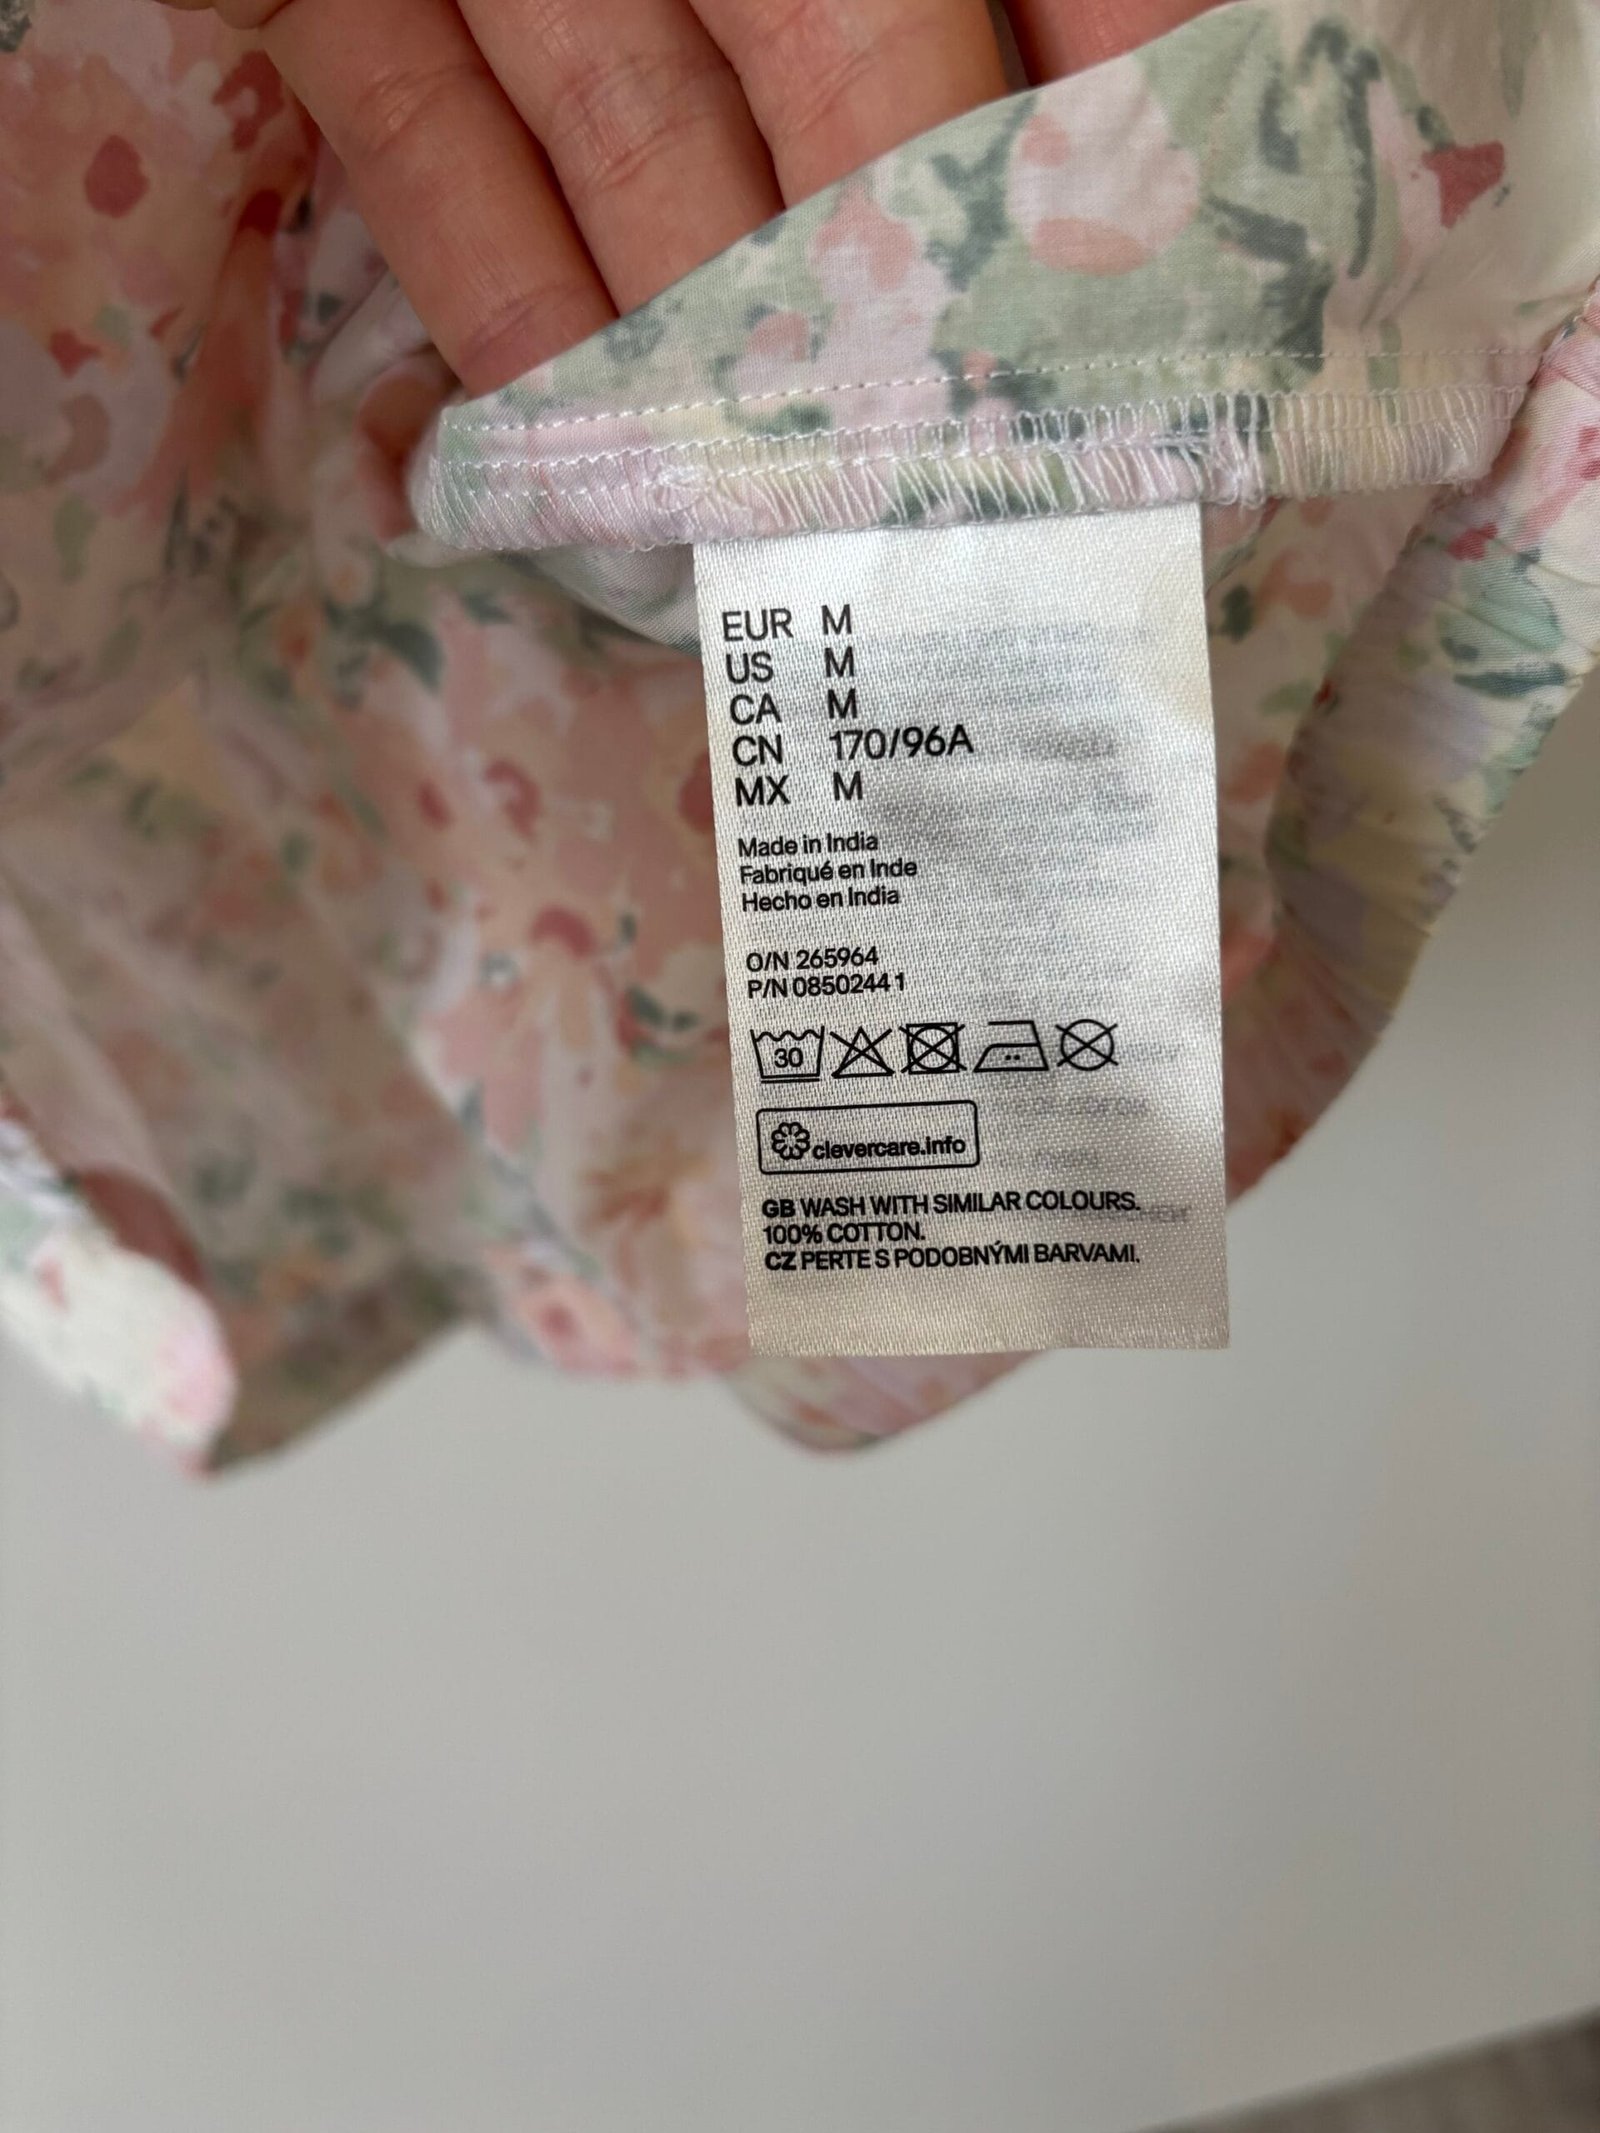 EUR M
US M
CA M
CN 170/96A
MX M
Made in India
Fabriqué en Inde
Hecho en India
O/N 265964
P/N 0850244 1
30
clevercare.info
GB WASH WITH SIMILAR COLOURS.
100% COTTON.
CZ PERTE S PODOBNÝMI BARVAMI.